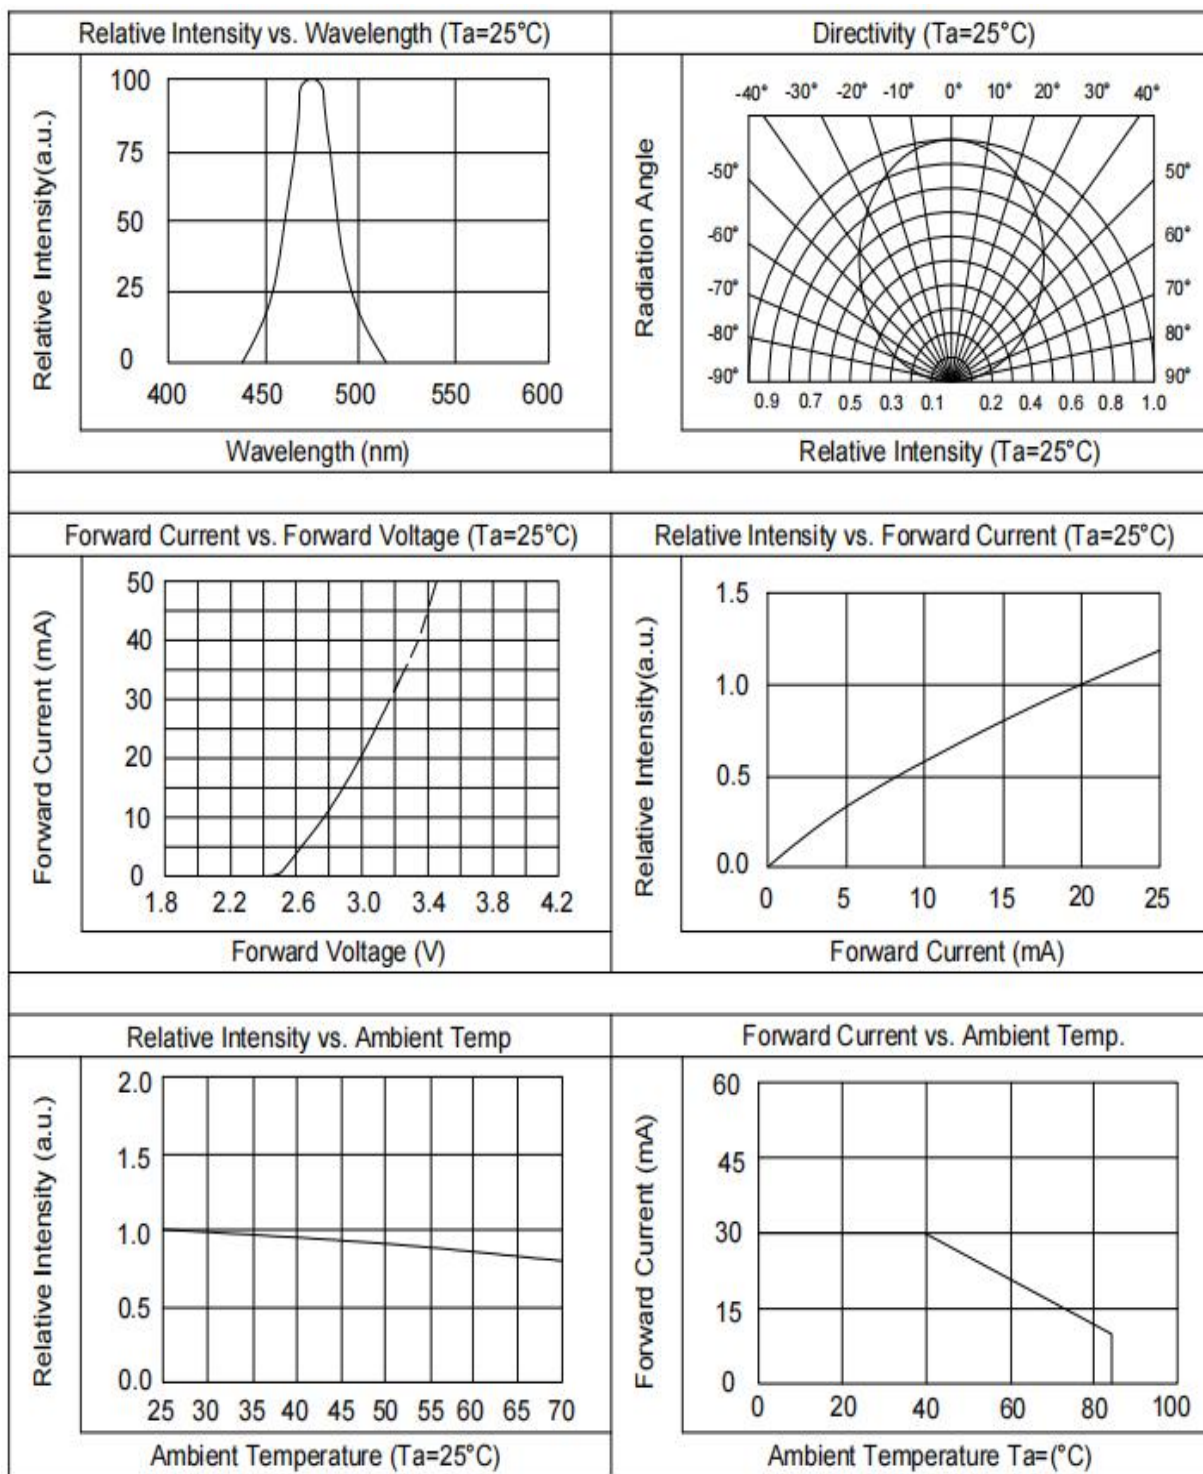 Relative Intensity vs. Wavelength (Ta=25°C)
Relative Intensity(a.u.)
100
75
50
25
0
400 450 500 550 600
Wavelength (nm)
Directivity (Ta=25°C)
Radiation Angle
-40° -30° -20° -10° 0° 10° 20° 30° 40°
-50° 50°
-60° 60°
-70° 70°
-80° 80°
-90° 90°
0.9 0.7 0.5 0.3 0.1 0.2 0.4 0.6 0.8 1.0
Relative Intensity (Ta=25°C)
Forward Current vs. Forward Voltage (Ta=25°C)
Forward Current (mA)
50
40
30
20
10
0
1.8 2.2 2.6 3.0 3.4 3.8 4.2
Forward Voltage (V)
Relative Intensity vs. Forward Current (Ta=25°C)
Relative Intensity(a.u.)
1.5
1.0
0.5
0.0
0 5 10 15 20 25
Forward Current (mA)
Relative Intensity vs. Ambient Temp
Relative Intensity (a.u.)
2.0
1.5
1.0
0.5
0.0
25 30 35 40 45 50 55 60 65 70
Ambient Temperature (Ta=25°C)
Forward Current vs. Ambient Temp.
Forward Current (mA)
60
45
30
15
0
0 20 40 60 80 100
Ambient Temperature Ta=(°C)